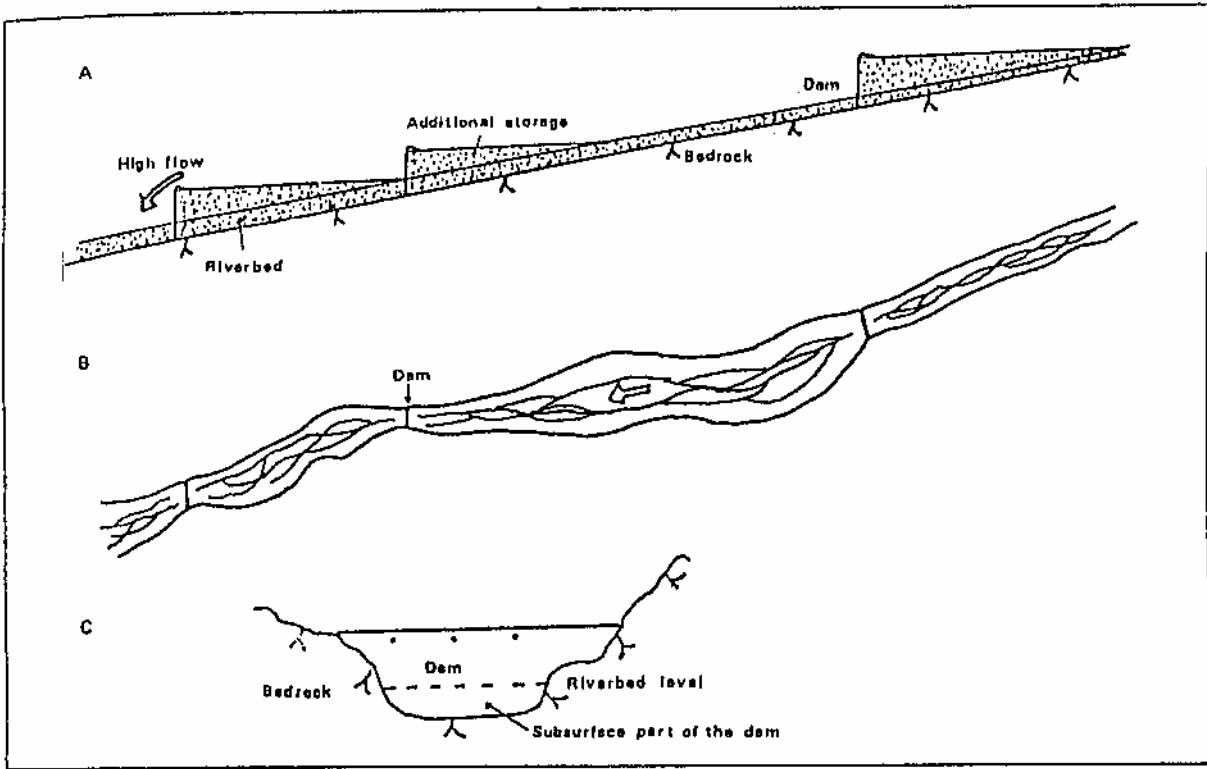 A
Dam
Additional storage
High flow
Bedrock
Riverbed
B
Dam
C
Dam
Bedrock
Riverbed level
Subsurface part of the dam